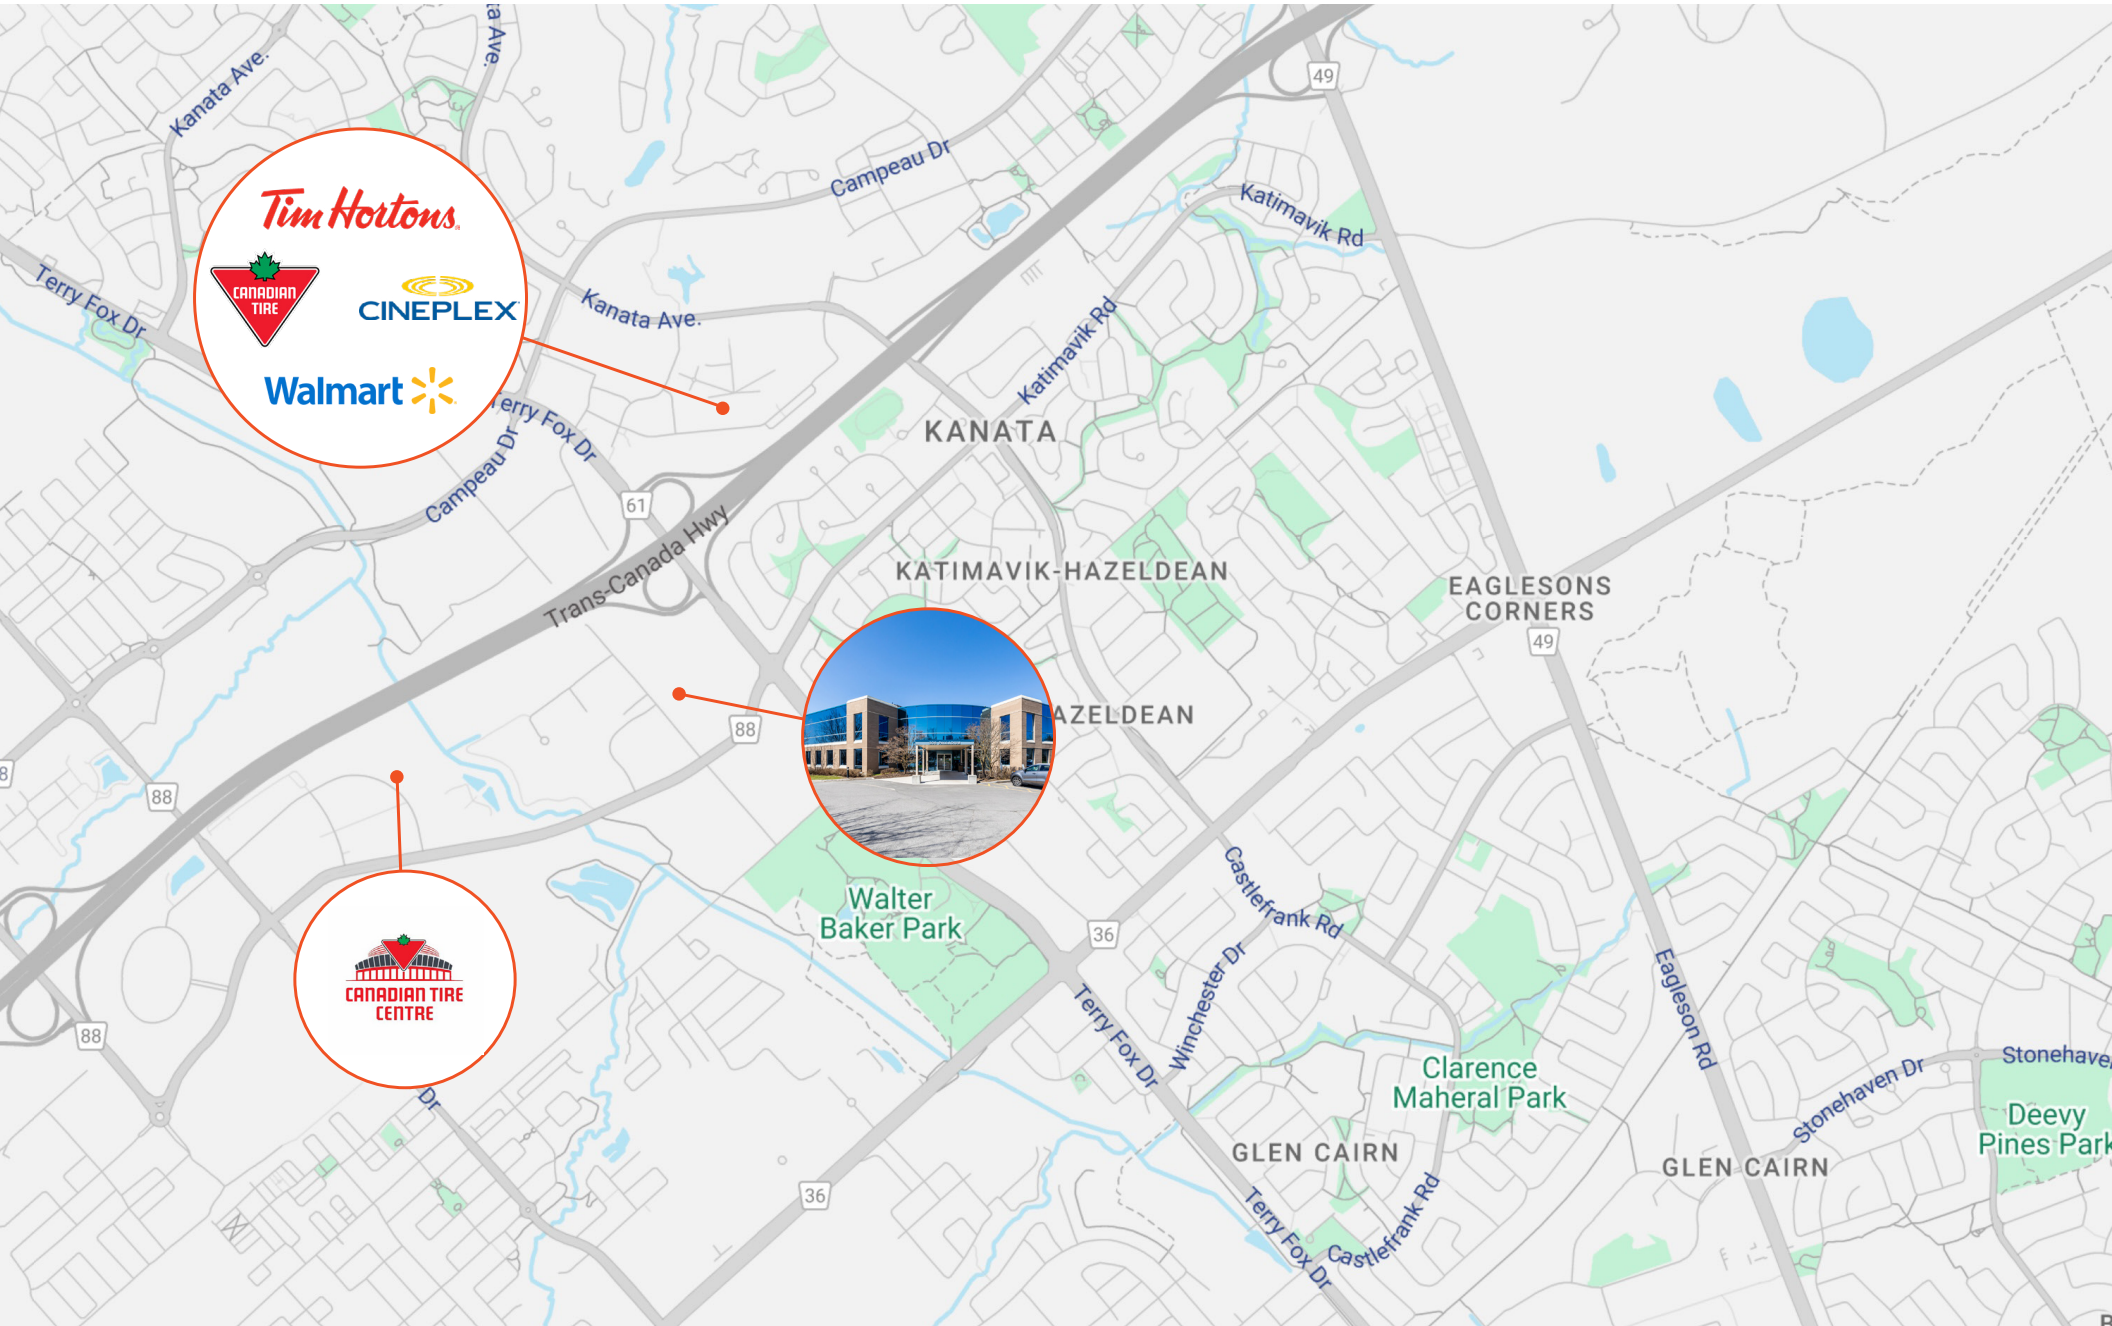 a Ave.
Kanata Ave.
49
Campeau Dr
Tim Hortons
Katimavik Rd
CANADIAN
TIRE
CINEPLEX
Terry Fox Dr
Kanata Ave.
Katimavik Rd
Walmart
Terry Fox Dr
KANATA
Campeau Dr
61
Trans-Canada Hwy
KATIMAVIK-HAZELDEAN
EAGLESONS
CORNERS
49
AZELDEAN
88
8
88
Castlefrank Rd
Walter
Baker Park
36
Winchester Dr
Eagleson Rd
CANADIAN TIRE
CENTRE
88
Terry Fox Dr
Stonehave
Stonehaven Dr
Clarence
Maheral Park
Dr
Deevy
Pines Park
GLEN CAIRN
GLEN CAIRN
36
Terry Fox Dr
Castlefrank Rd